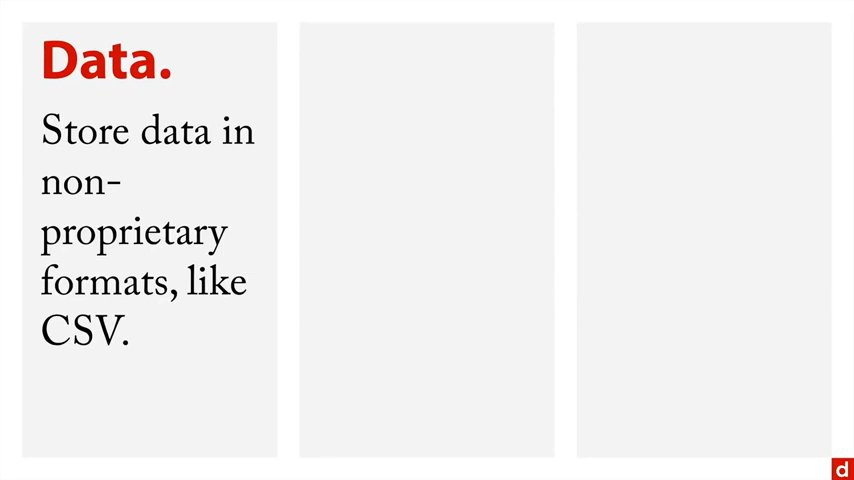 Data.
Store data in
non-
proprietary
formats, like
CSV.
d